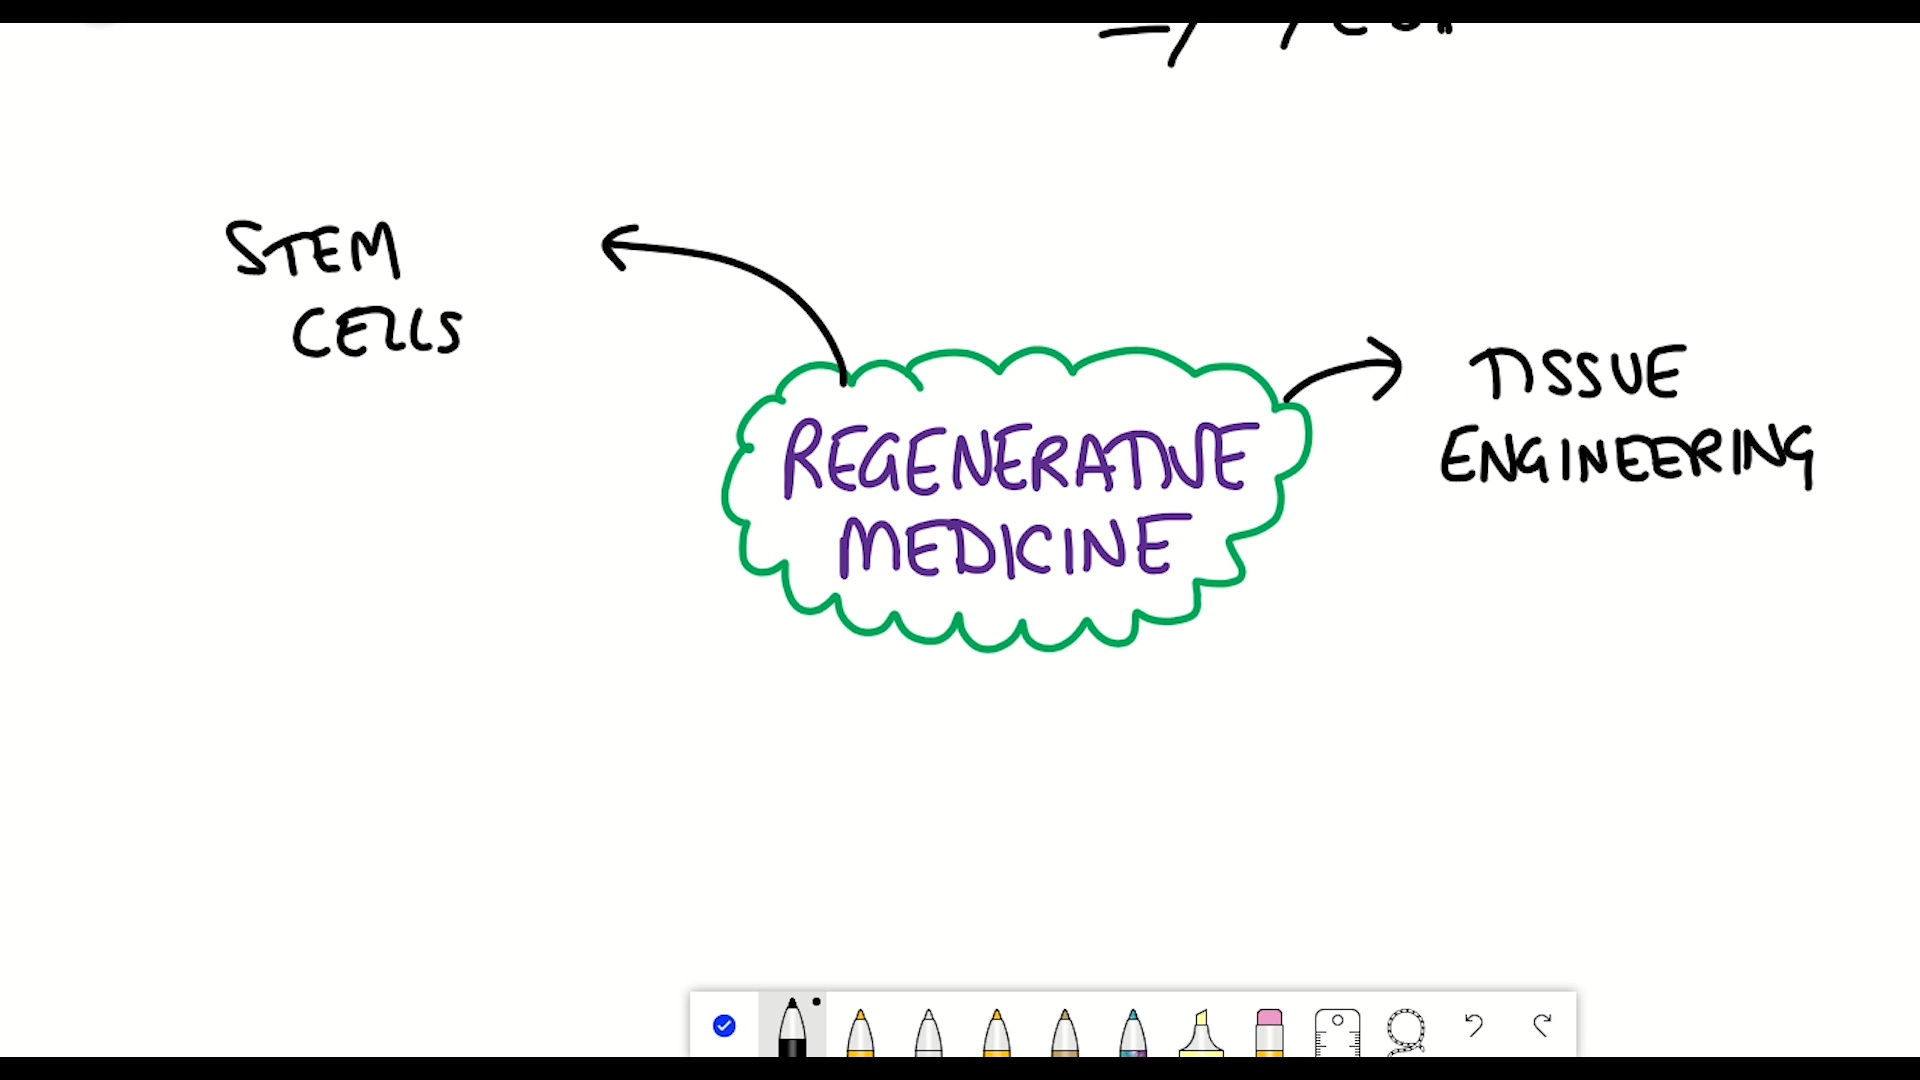 STEM
CELLS
TISSUE
ENGINEERING
REGENERATIVE
MEDICINE